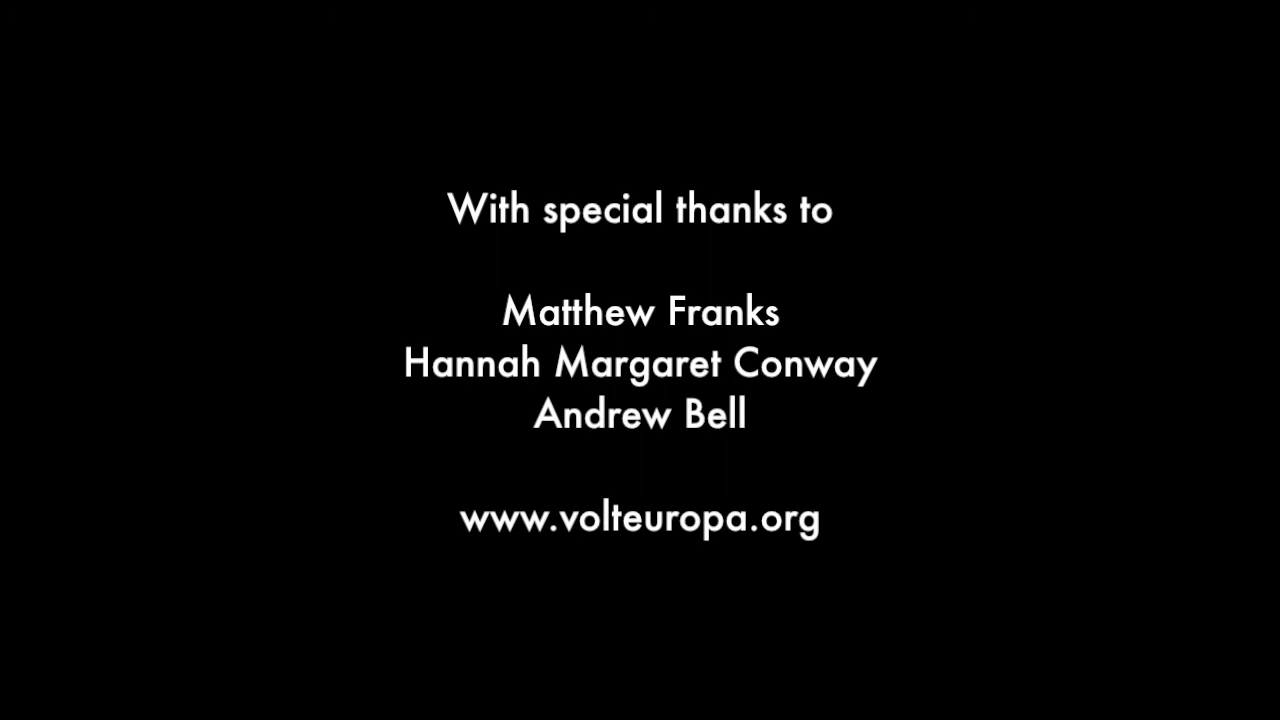 With special thanks to
Matthew Franks
Hannah Margaret Conway
Andrew Bell
www.volteuropa.org